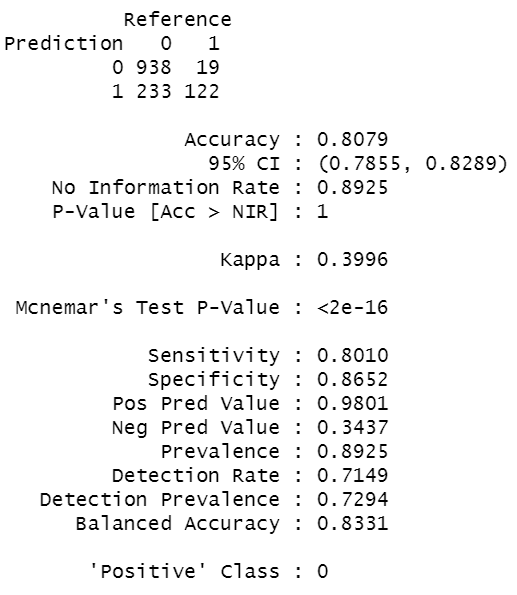 Reference
Prediction 0 1
0 938 19
1 233 122
Accuracy : 0.8079
95% CI : (0.7855, 0.8289)
No Information Rate : 0.8925
P-Value [Acc > NIR] : 1
Kappa : 0.3996
Mcnemar's Test P-Value : <2e-16
Sensitivity : 0.8010
Specificity : 0.8652
Pos Pred Value : 0.9801
Neg Pred Value : 0.3437
Prevalence : 0.8925
Detection Rate : 0.7149
Detection Prevalence : 0.7294
Balanced Accuracy : 0.8331
'Positive' Class : 0